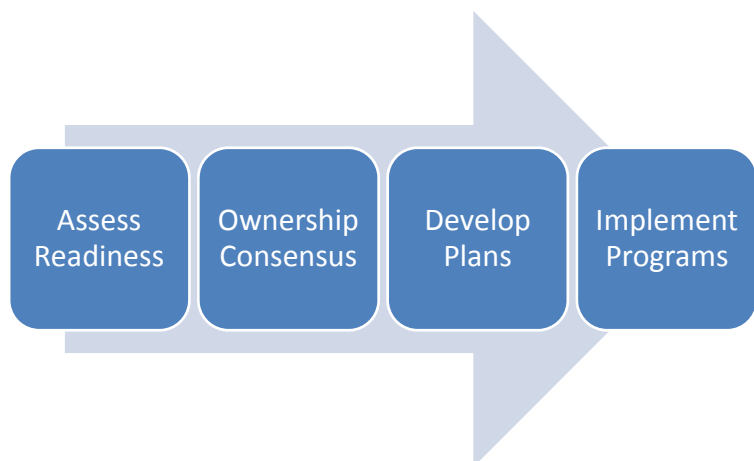 Assess
Readiness
Ownership
Consensus
Develop
Plans
Implement
Programs